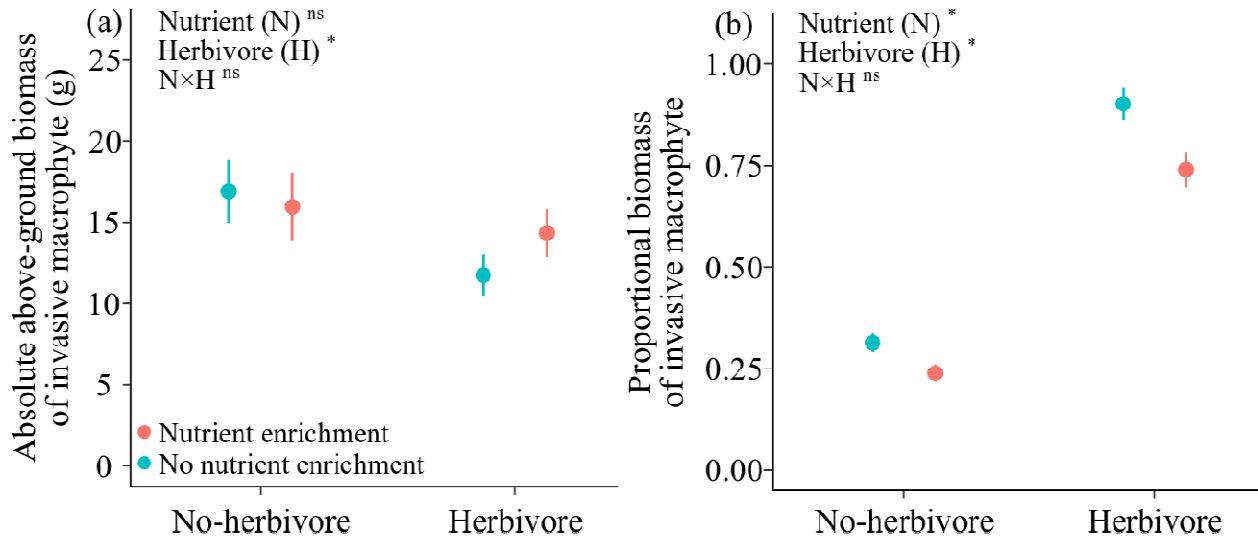 (a)
Nutrient (N) ns
Herbivore (H) *
N×H ns
Absolute above-ground biomass
of invasive macrophyte (g)
25
20
15
10
5
0
Nutrient enrichment
No nutrient enrichment
No-herbivore
Herbivore
(b)
Nutrient (N) *
Herbivore (H) *
N×H ns
Proportional biomass
of invasive macrophyte
1.00
0.75
0.50
0.25
0.00
No-herbivore
Herbivore